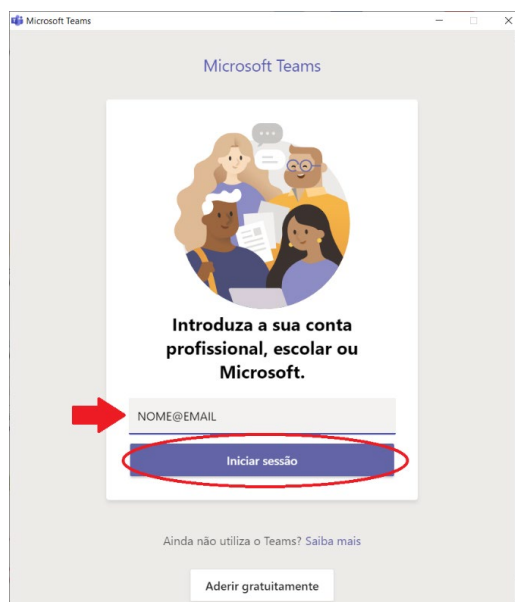 Microsoft Teams
Microsoft Teams
Introduza a sua conta
profissional, escolar ou
Microsoft.
NOME@EMAIL
Iniciar sessão
Ainda não utiliza o Teams? Saiba mais
Aderir gratuitamente